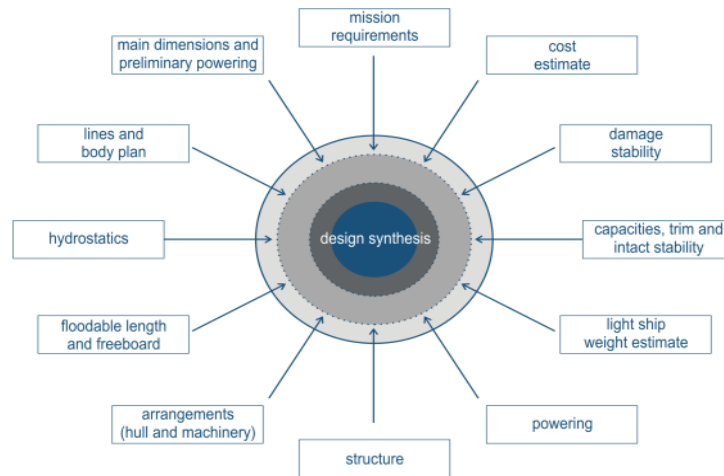 mission
requirements
main dimensions and
preliminary powering
cost
estimate
lines and
body plan
damage
stability
hydrostatics
design synthesis
capacities, trim and
intact stability
floodable length
and freeboard
light ship
weight estimate
arrangements
(hull and machinery)
powering
structure